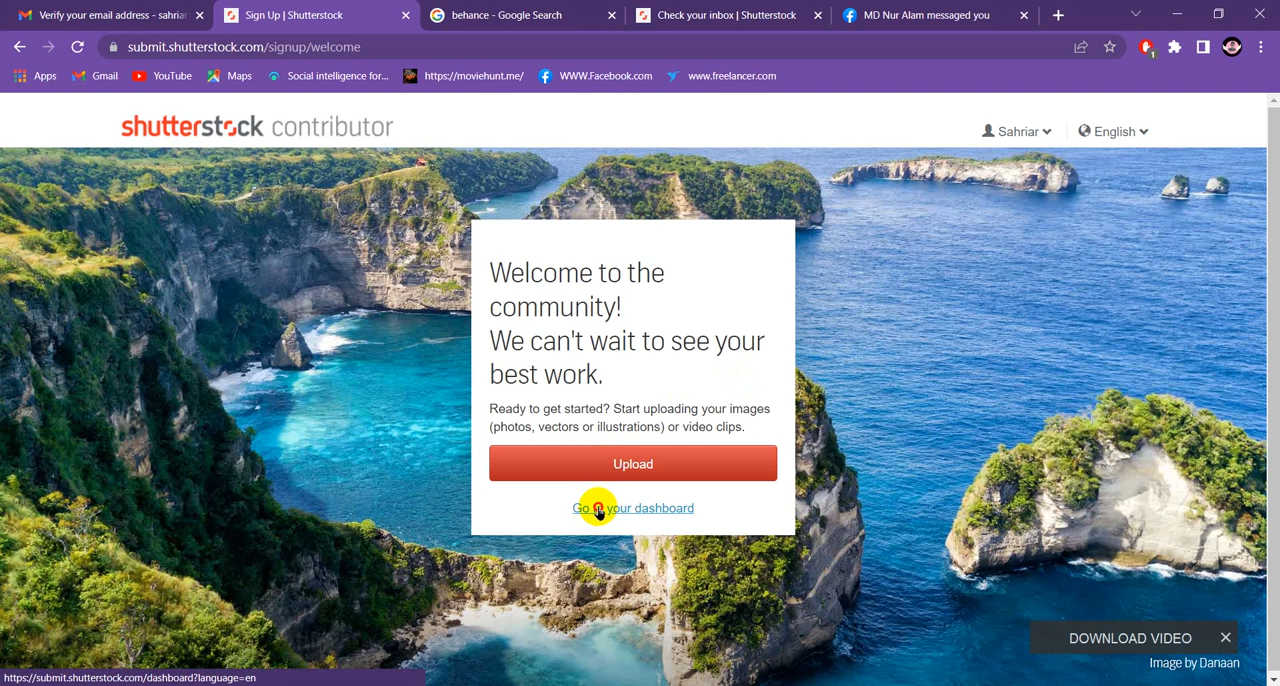 Verify your email address - sahriar
Sign Up | Shutterstock
behance - Google Search
Check your inbox | Shutterstock
MD Nur Alam messaged you
submit.shutterstock.com/signup/welcome
1
Apps
Gmail
YouTube
Maps
Social intelligence for...
https://moviehunt.me/
WWW.Facebook.com
www.freelancer.com
shutterstock contributor
Sahriar
English
Welcome to the
community!
We can't wait to see your
best work.
Ready to get started? Start uploading your images
(photos, vectors or illustrations) or video clips.
Upload
Go to your dashboard
DOWNLOAD VIDEO
Image by Danaan
https://submit.shutterstock.com/dashboard?language=en